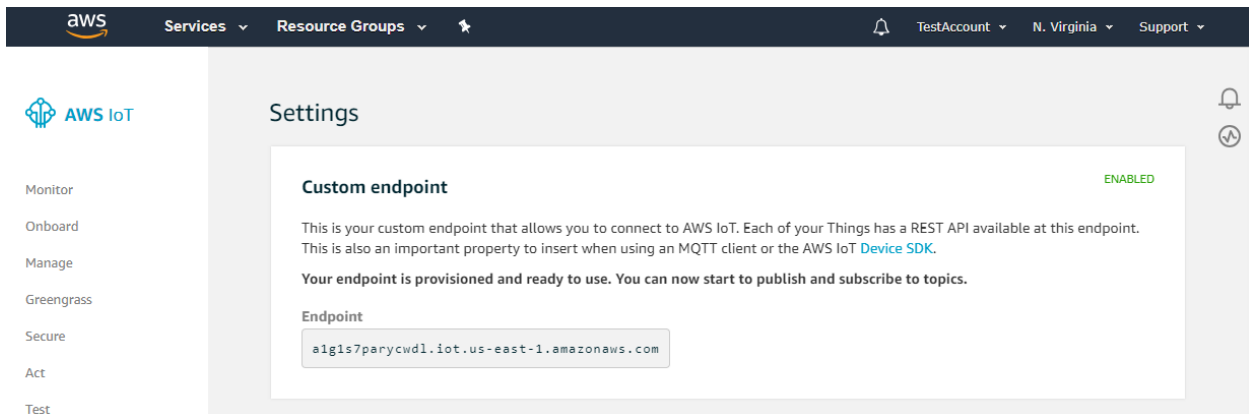 aws Services Resource Groups TestAccount N. Virginia Support
AWS IoT
Monitor
Onboard
Manage
Greengrass
Secure
Act
Test
Settings
Custom endpoint
ENABLED
This is your custom endpoint that allows you to connect to AWS IoT. Each of your Things has a REST API available at this endpoint.
This is also an important property to insert when using an MQTT client or the AWS IoT Device SDK.
Your endpoint is provisioned and ready to use. You can now start to publish and subscribe to topics.
Endpoint
a1g1s7parycwdl.iot.us-east-1.amazonaws.com